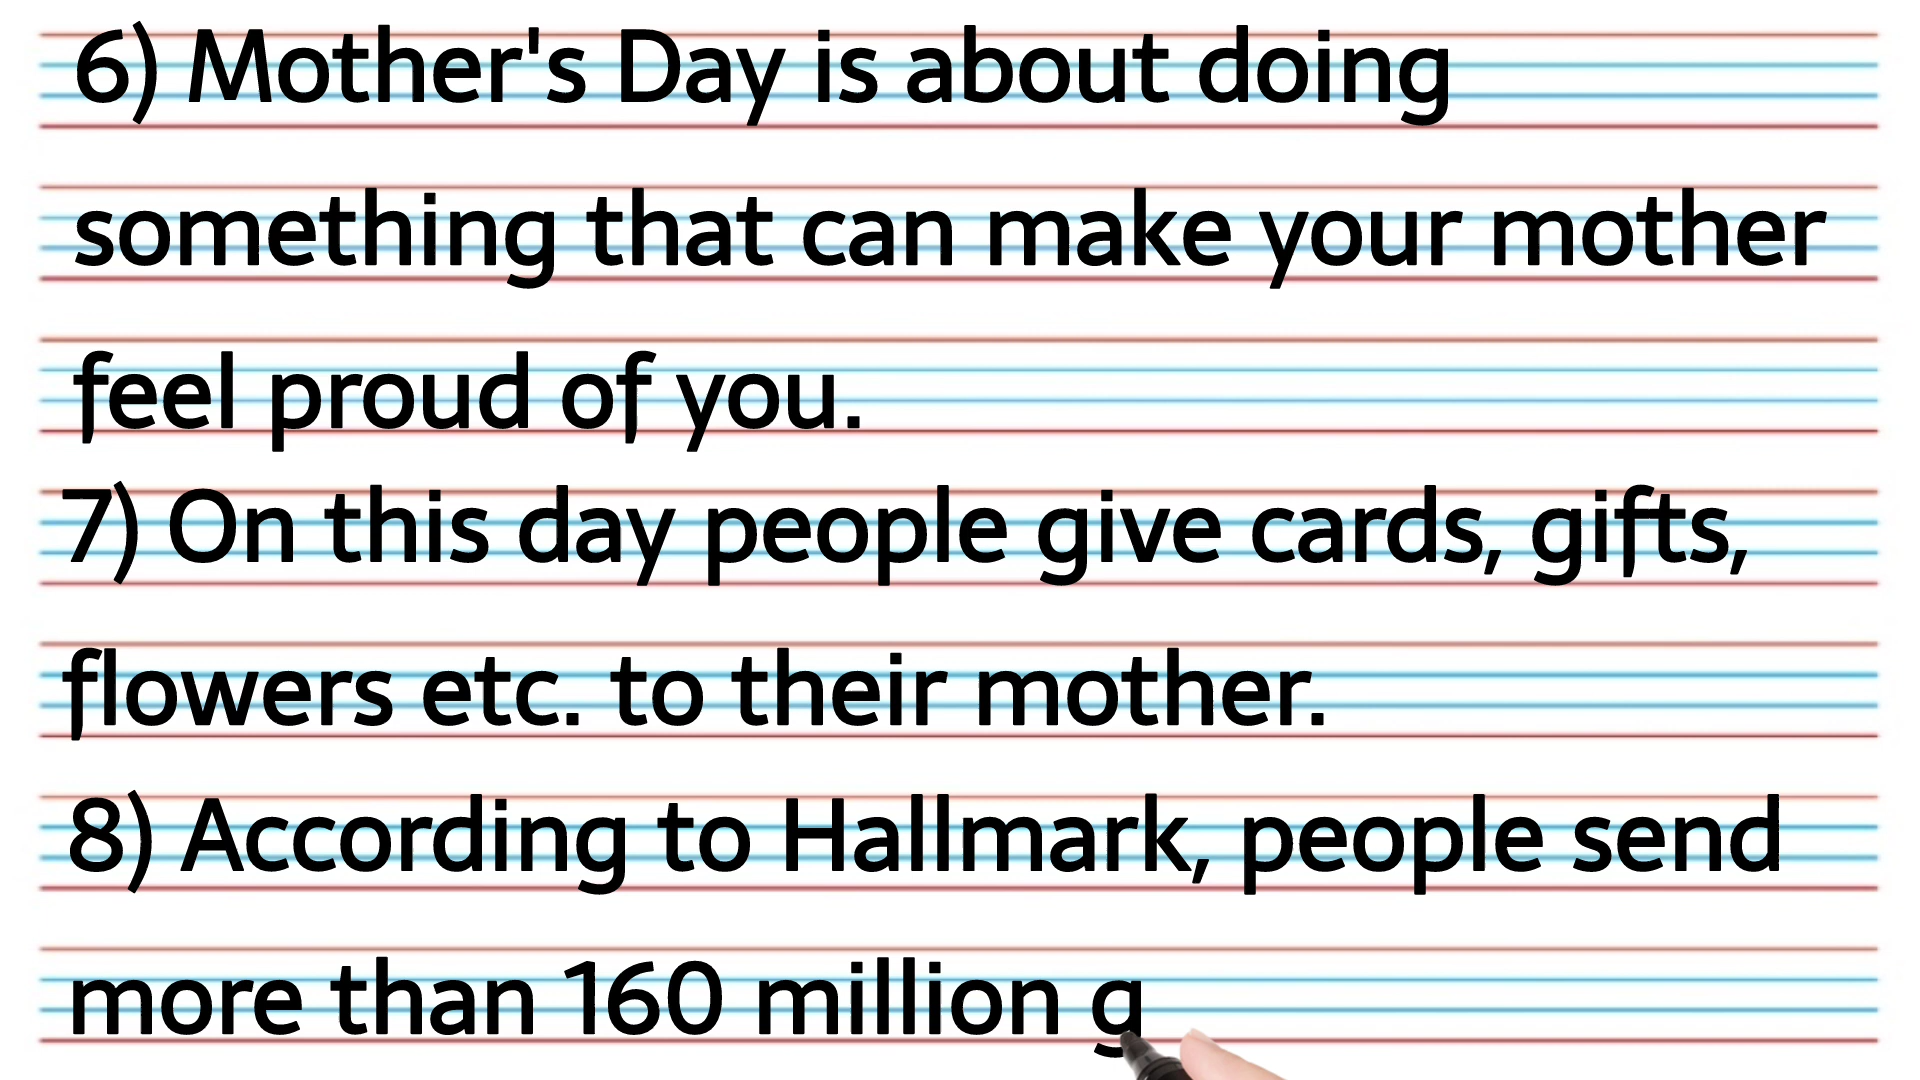 6) Mother's Day is about doing
something that can make your mother
feel proud of you.
7) On this day people give cards, gifts,
flowers etc. to their mother.
8) According to Hallmark, people send
more than 160 million g